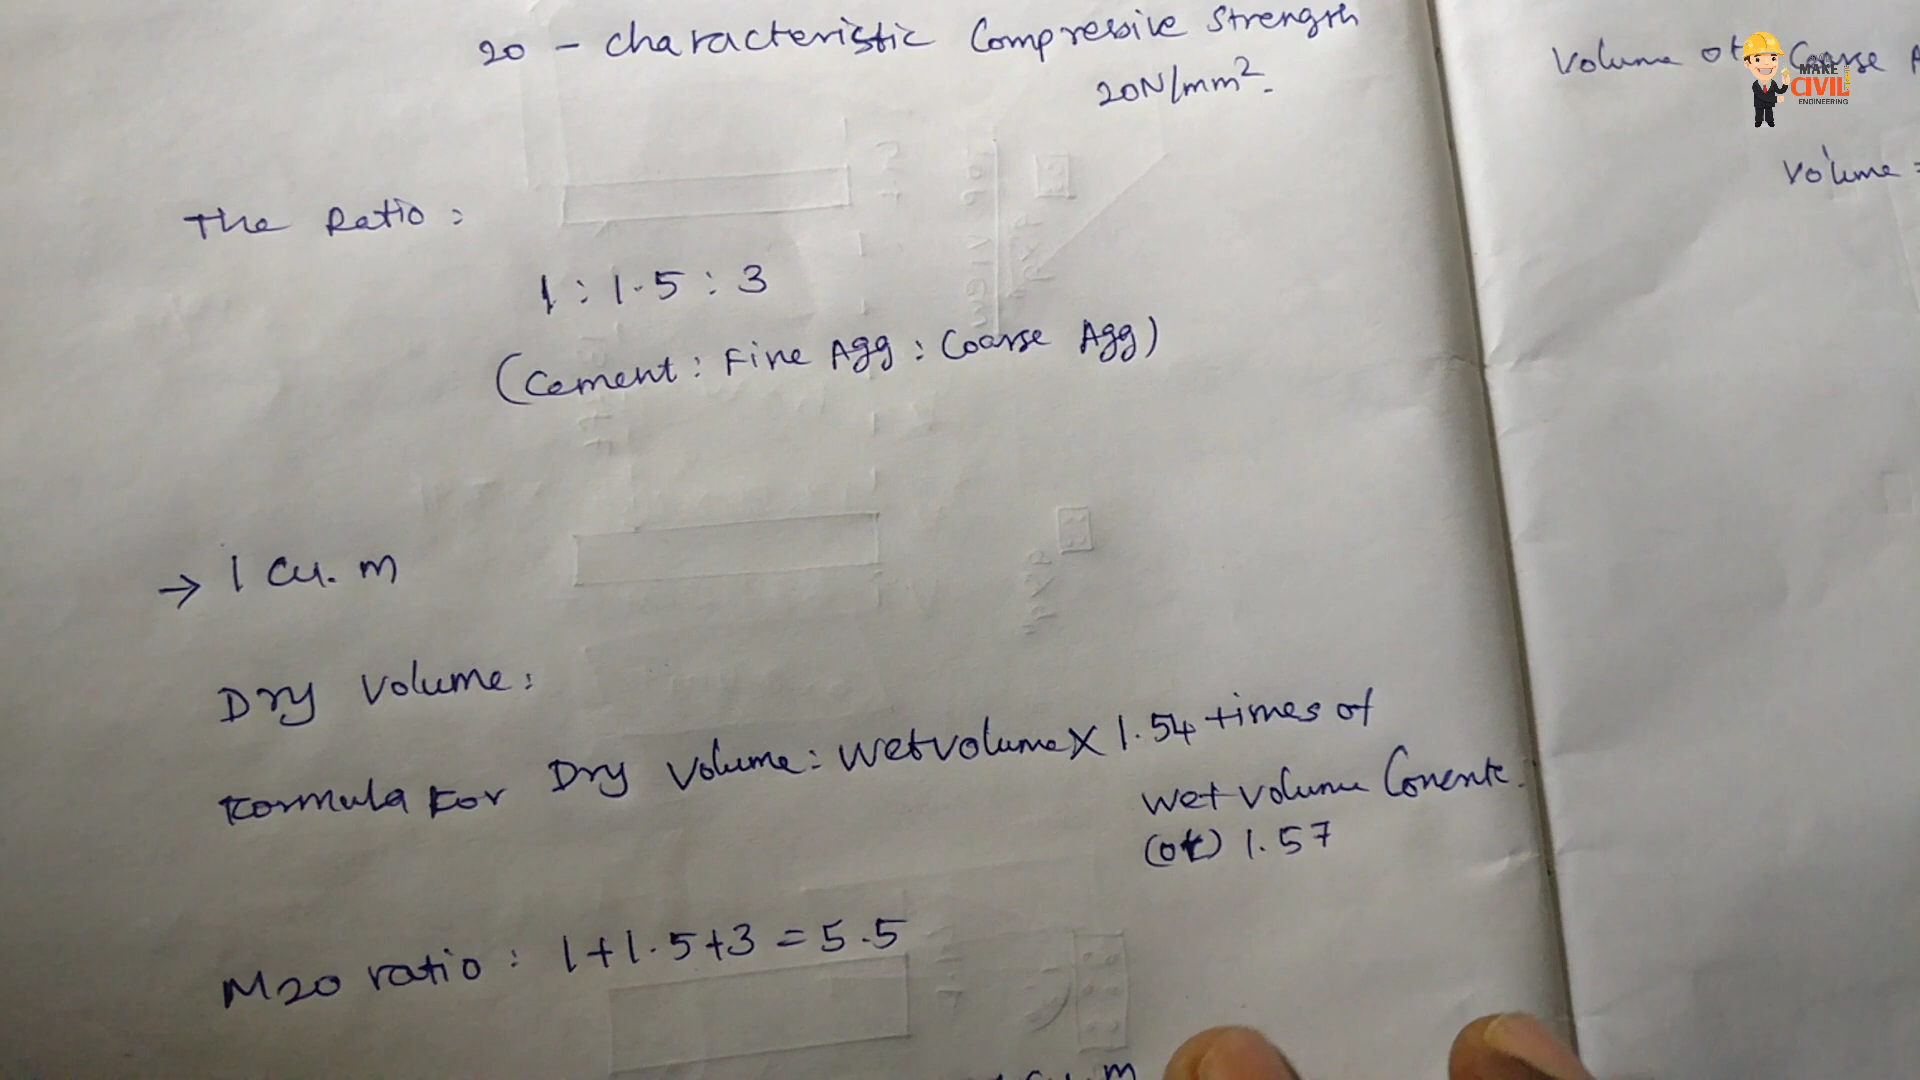 20 - characteristic Compressive Strength
20N/mm².
The Ratio:
1 : 1.5 : 3
(Cement: Fine Agg: Coarse Agg)
→ 1 Cu. m
Dry Volume:
Formula For Dry Volume: wetvolume X 1.54 times of
wet volume Concrete.
(or) 1.57
M20 ratio: 1+1.5+3 = 5.5
m
Volume of Coarse A
Volume =
MAKE
CIVIL
ENGINEERING